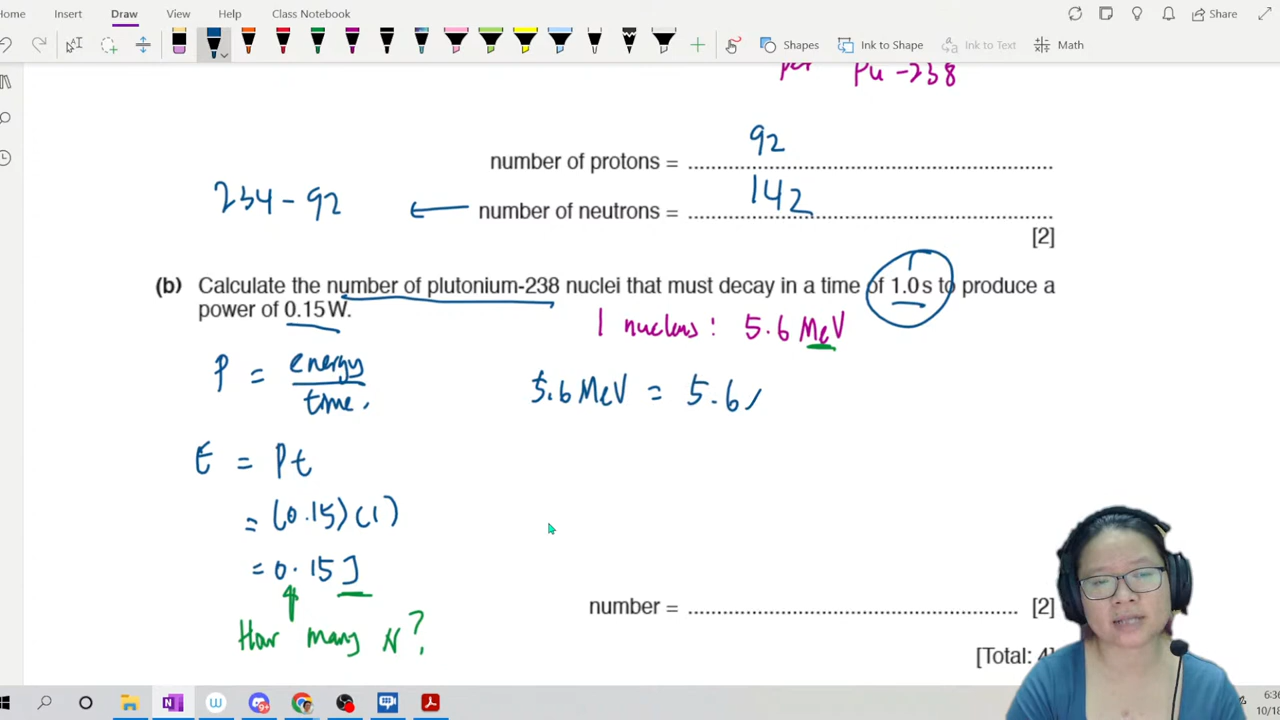 Home Insert Draw View Help Class Notebook Share
Shapes Ink to Shape Ink to Text Math
per Pu-238
92
number of protons = ........................................
234 - 92 ← number of neutrons = ........................................
142
[2]
(b) Calculate the number of plutonium-238 nuclei that must decay in a time of 1.0 s to produce a
power of 0.15 W.
1 nucleus : 5.6 MeV
P = energy / time.
5.6 MeV = 5.6
E = Pt
= (0.15)(1)
= 0.15 J
How many N?
number = ........................................ [2]
[Total: 4]
10/18